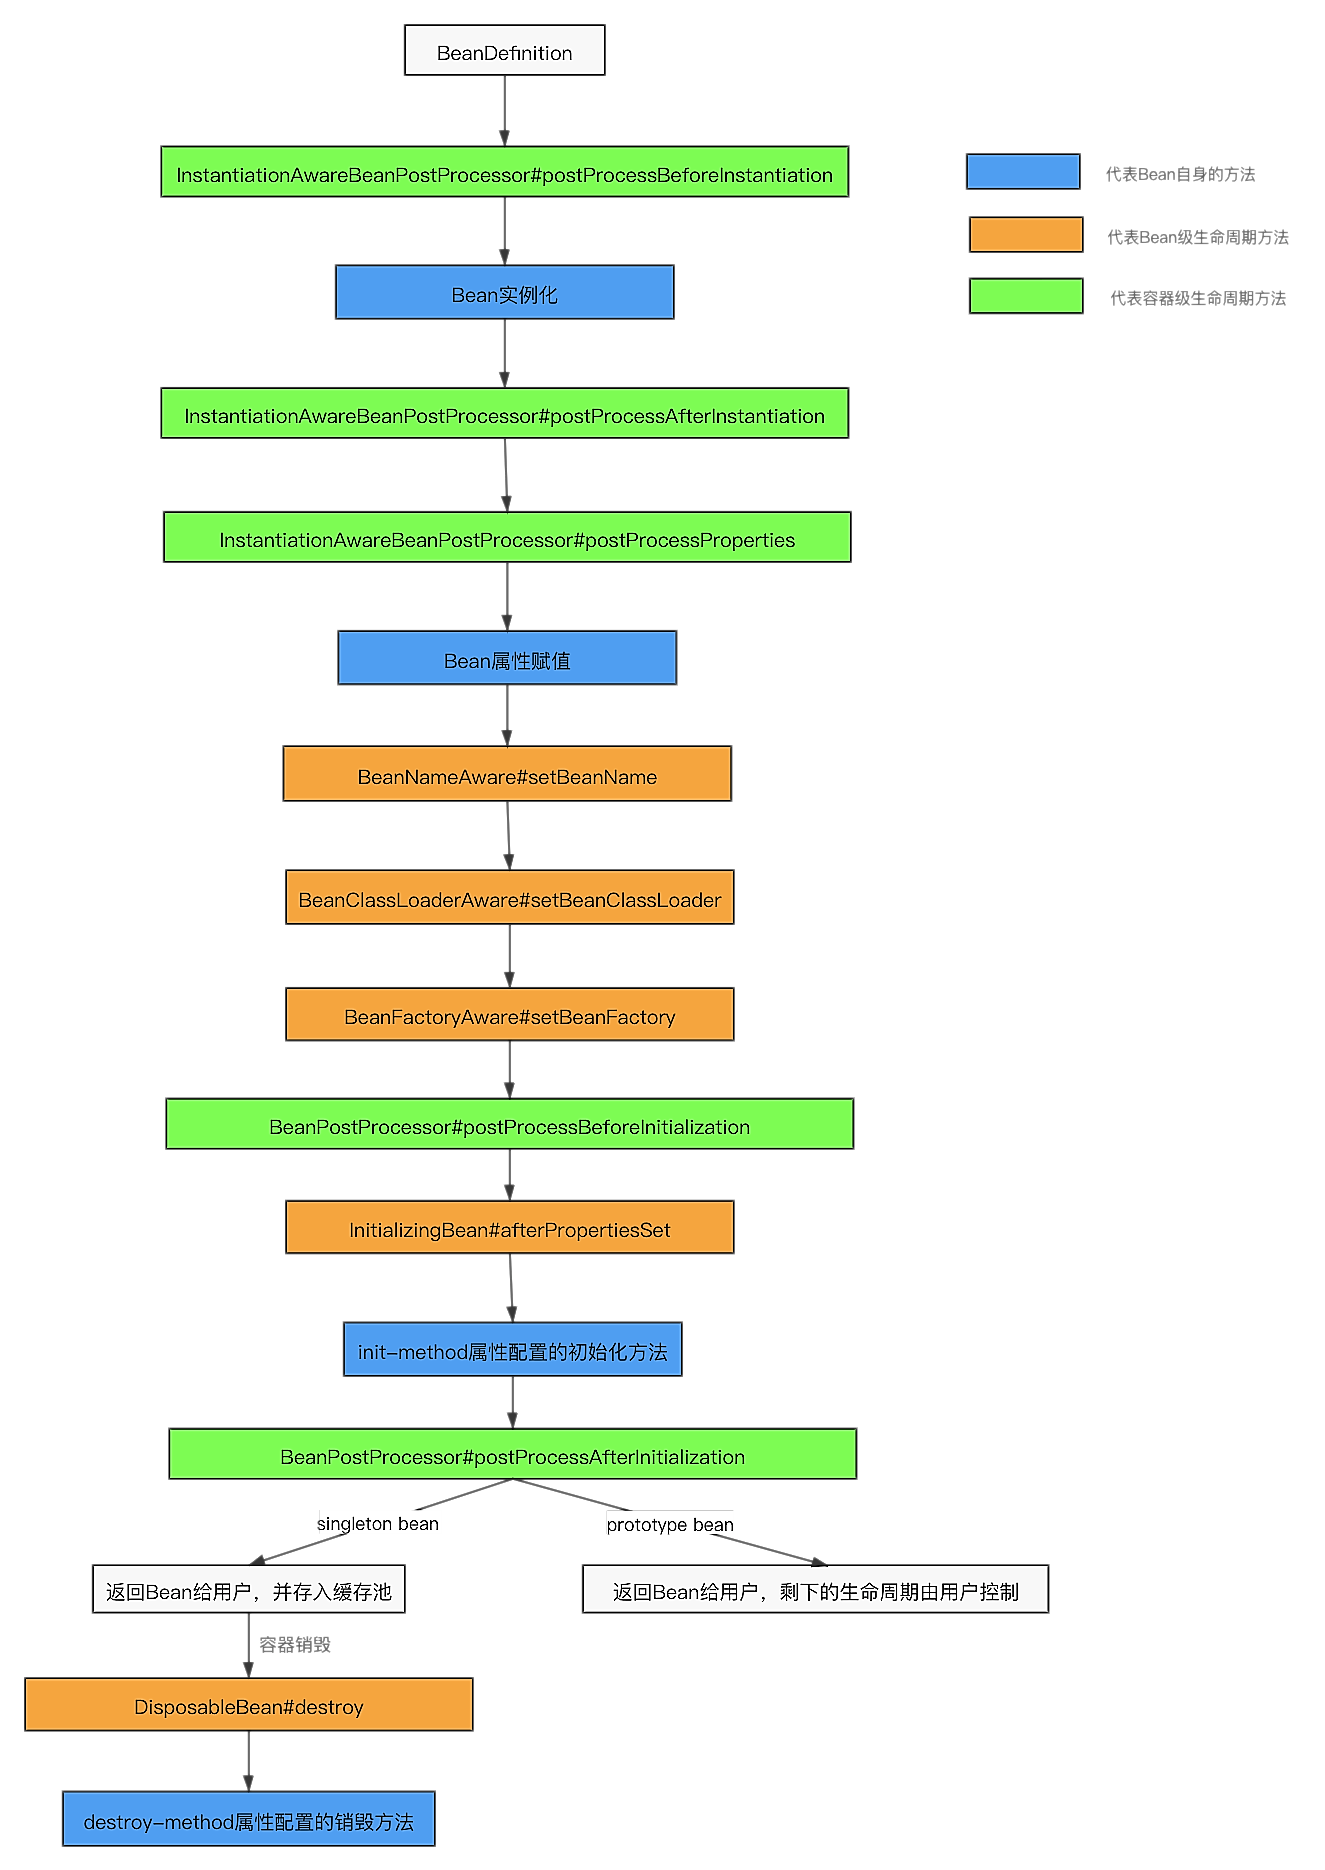 BeanDefinition
InstantiationAwareBeanPostProcessor#postProcessBeforeInstantiation
代表Bean自身的方法
代表Bean级生命周期方法
代表容器级生命周期方法
Bean实例化
InstantiationAwareBeanPostProcessor#postProcessAfterInstantiation
InstantiationAwareBeanPostProcessor#postProcessProperties
Bean属性赋值
BeanNameAware#setBeanName
BeanClassLoaderAware#setBeanClassLoader
BeanFactoryAware#setBeanFactory
BeanPostProcessor#postProcessBeforeInitialization
InitializingBean#afterPropertiesSet
init-method属性配置的初始化方法
BeanPostProcessor#postProcessAfterInitialization
singleton bean
prototype bean
返回Bean给用户，并存入缓存池
返回Bean给用户，剩下的生命周期由用户控制
容器销毁
DisposableBean#destroy
destroy-method属性配置的销毁方法